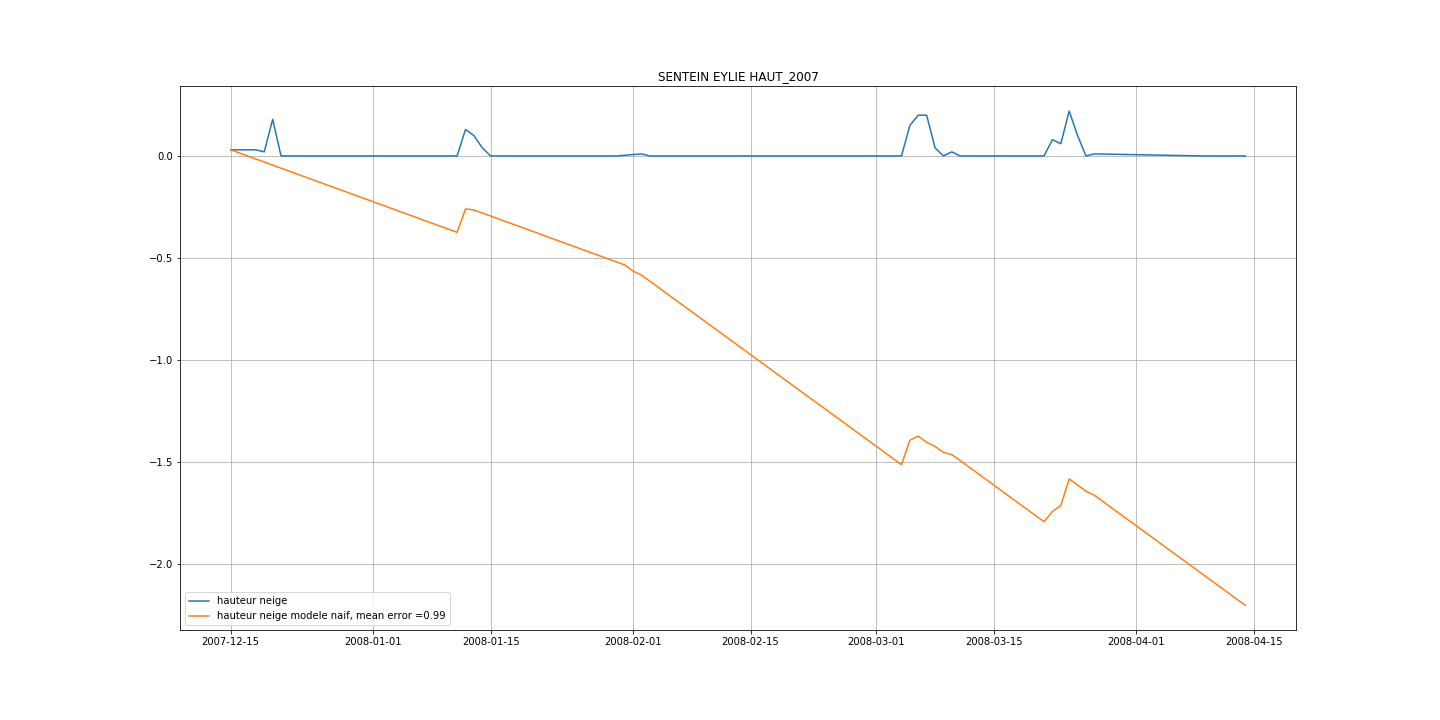 SENTEIN EYLIE HAUT_2007
0.0
−0.5
−1.0
−1.5
−2.0
hauteur neige
hauteur neige modele naif, mean error =0.99
2007-12-15 2008-01-01 2008-01-15 2008-02-01 2008-02-15 2008-03-01 2008-03-15 2008-04-01 2008-04-15